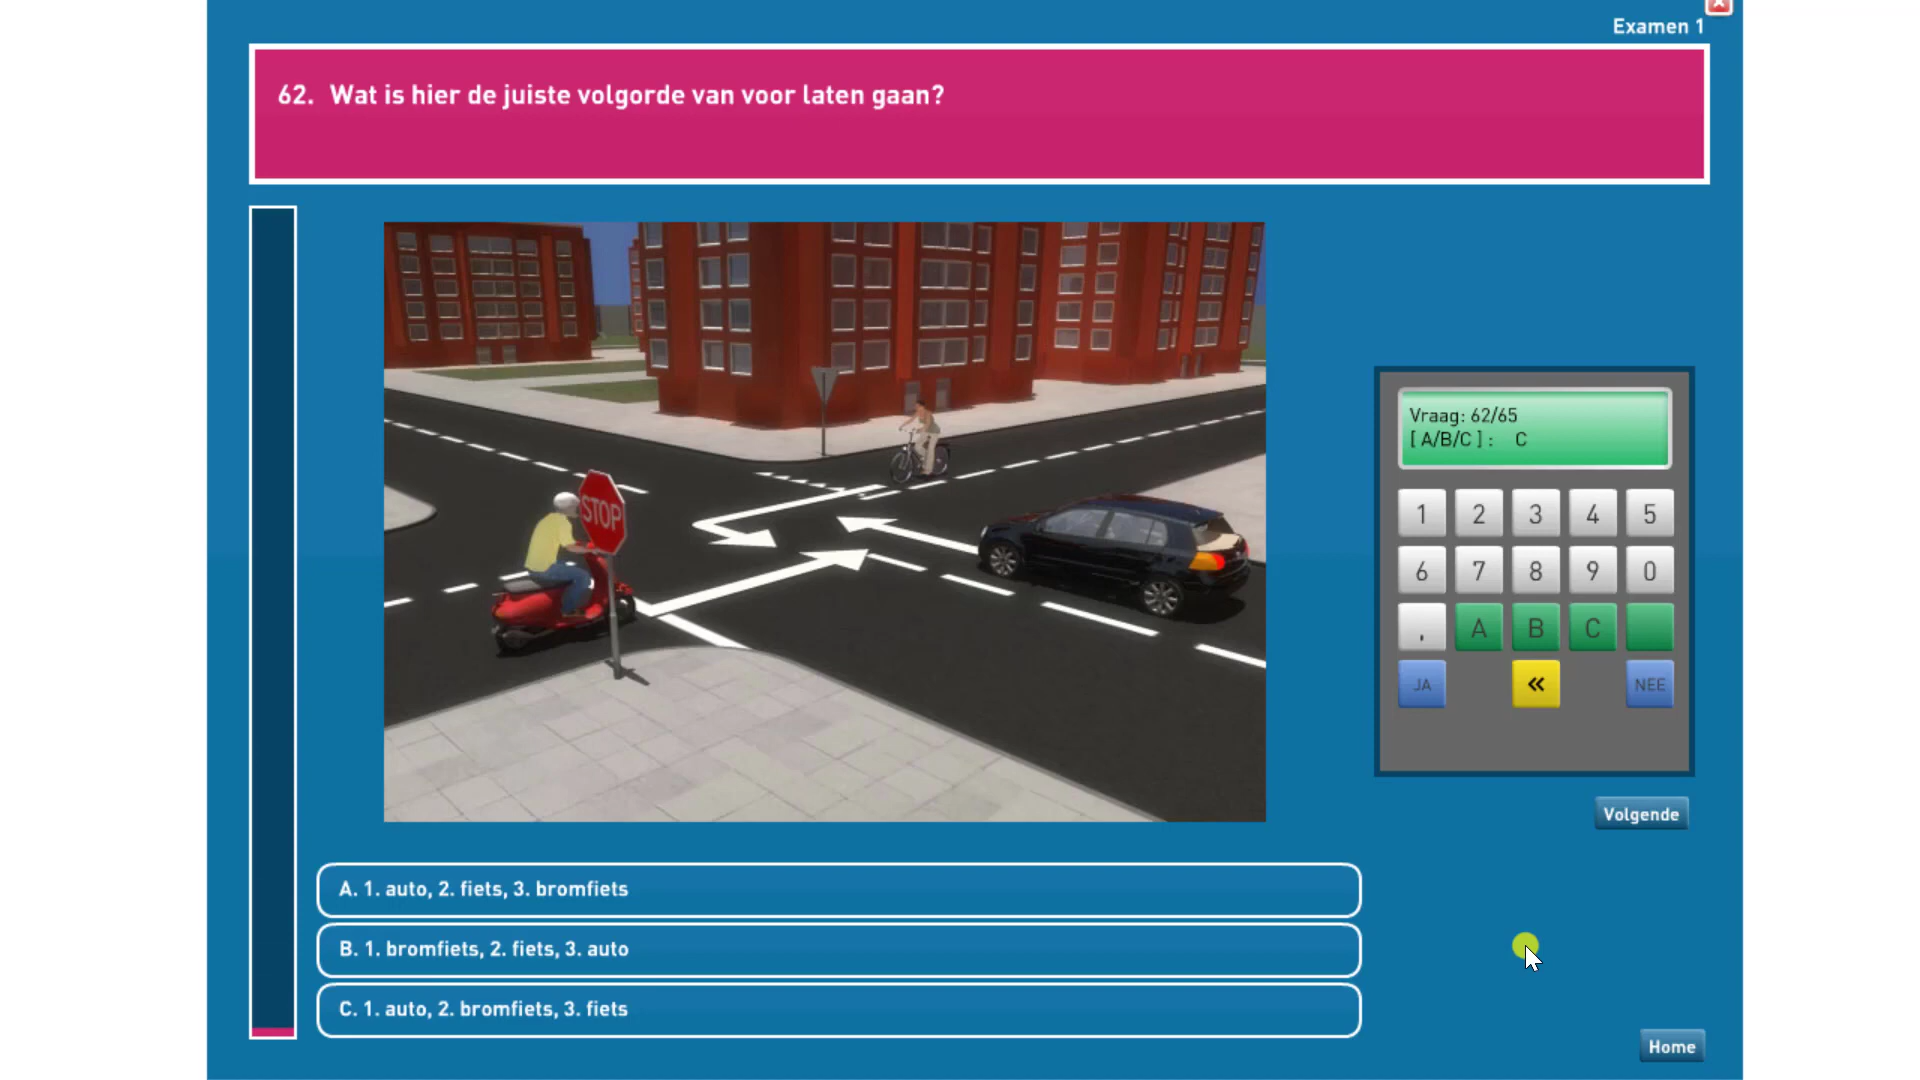 Examen 1
62. Wat is hier de juiste volgorde van voor laten gaan?
STOP
Vraag: 62/65
[ A/B/C ] : C
1 2 3 4 5
6 7 8 9 0
, A B C
JA « NEE
Volgende
A. 1. auto, 2. fiets, 3. bromfiets
B. 1. bromfiets, 2. fiets, 3. auto
C. 1. auto, 2. bromfiets, 3. fiets
Home